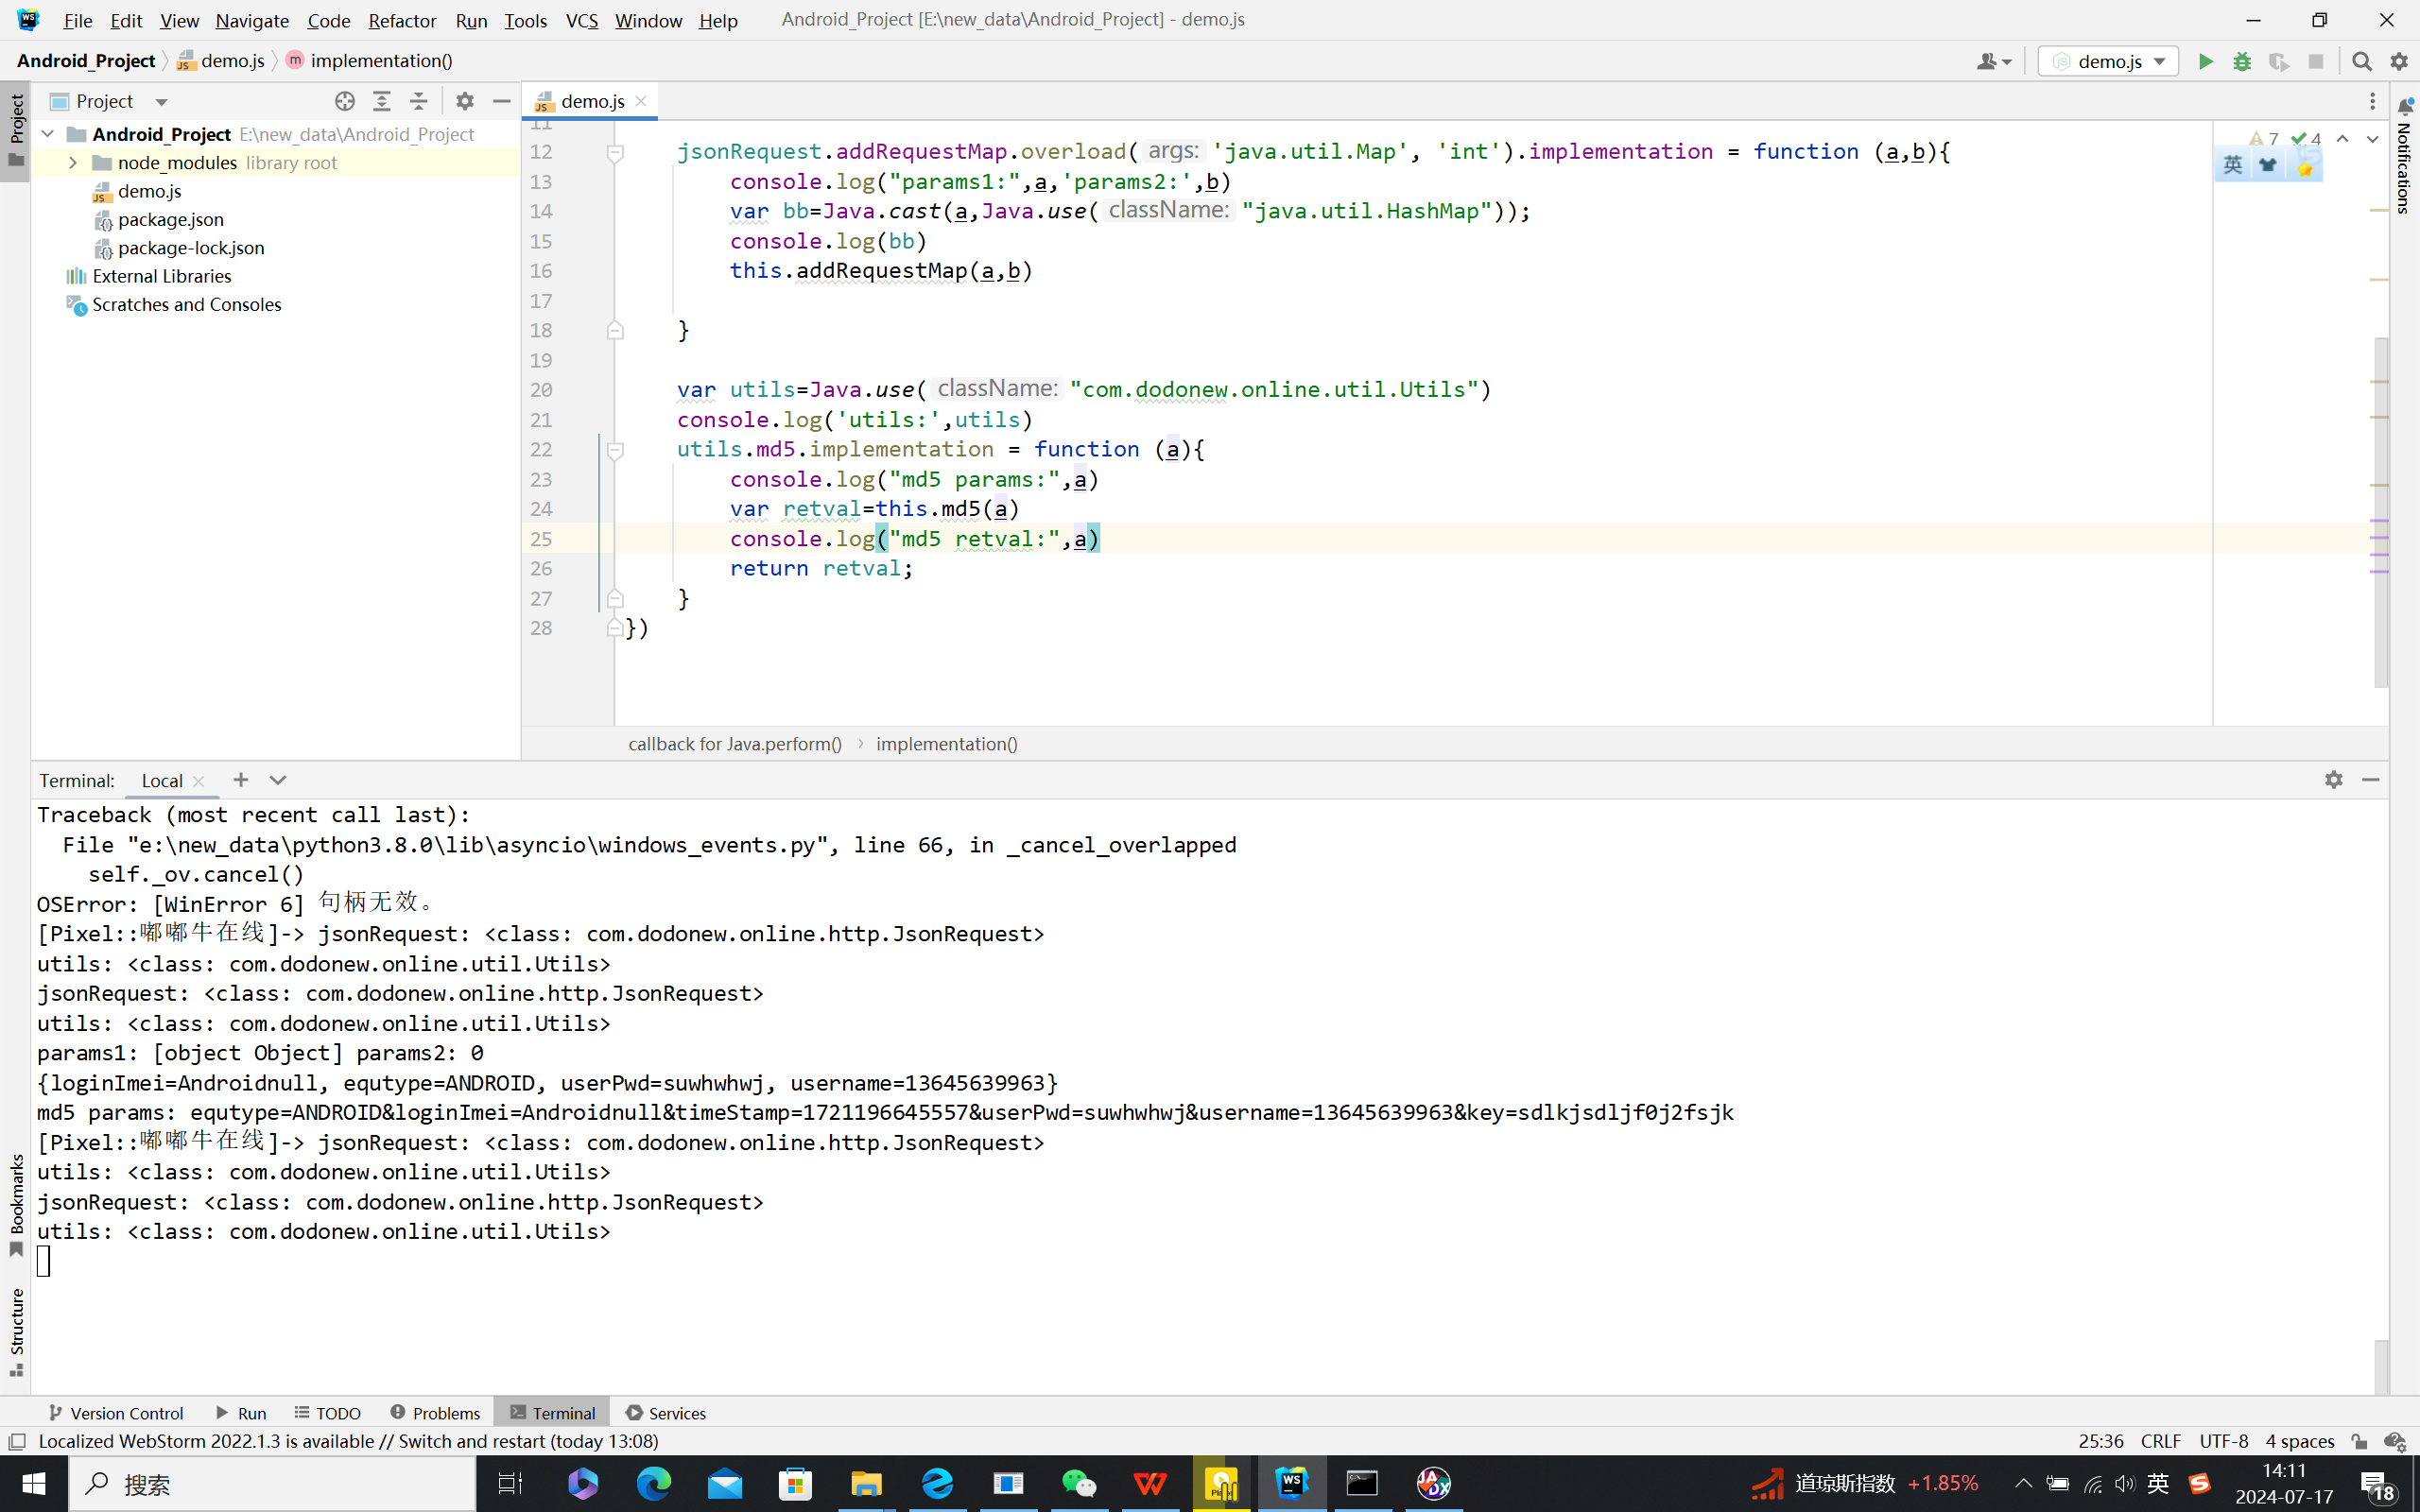 File Edit View Navigate Code Refactor Run Tools VCS Window Help Android_Project [E:\new_data\Android_Project] - demo.js
Android_Project demo.js implementation() demo.js
Project demo.js
Android_Project E:\new_data\Android_Project
node_modules library root
demo.js
package.json
package-lock.json
External Libraries
Scratches and Consoles
Project
Bookmarks
Structure
Notifications
7 4
英
11
12 jsonRequest.addRequestMap.overload( args: 'java.util.Map', 'int').implementation = function (a,b){
13 console.log("params1:",a,'params2:',b)
14 var bb=Java.cast(a,Java.use( className: "java.util.HashMap"));
15 console.log(bb)
16 this.addRequestMap(a,b)
17
18 }
19
20 var utils=Java.use( className: "com.dodonew.online.util.Utils")
21 console.log('utils:',utils)
22 utils.md5.implementation = function (a){
23 console.log("md5 params:",a)
24 var retval=this.md5(a)
25 console.log("md5 retval:",a)
26 return retval;
27 }
28 })
callback for Java.perform() › implementation()
Terminal: Local
Traceback (most recent call last):
File "e:\new_data\python3.8.0\lib\asyncio\windows_events.py", line 66, in _cancel_overlapped
self._ov.cancel()
OSError: [WinError 6] 句柄无效。
[Pixel::嘟嘟牛在线]-> jsonRequest: <class: com.dodonew.online.http.JsonRequest>
utils: <class: com.dodonew.online.util.Utils>
jsonRequest: <class: com.dodonew.online.http.JsonRequest>
utils: <class: com.dodonew.online.util.Utils>
params1: [object Object] params2: 0
{loginImei=Androidnull, equtype=ANDROID, userPwd=suwhwhwj, username=13645639963}
md5 params: equtype=ANDROID&loginImei=Androidnull&timeStamp=1721196645557&userPwd=suwhwhwj&username=13645639963&key=sdlkjsdljf0j2fsjk
[Pixel::嘟嘟牛在线]-> jsonRequest: <class: com.dodonew.online.http.JsonRequest>
utils: <class: com.dodonew.online.util.Utils>
jsonRequest: <class: com.dodonew.online.http.JsonRequest>
utils: <class: com.dodonew.online.util.Utils>
Version Control Run TODO Problems Terminal Services
Localized WebStorm 2022.1.3 is available // Switch and restart (today 13:08) 25:36 CRLF UTF-8 4 spaces
搜索 道琼斯指数 +1.85% 英 14:11
2024-07-17 18